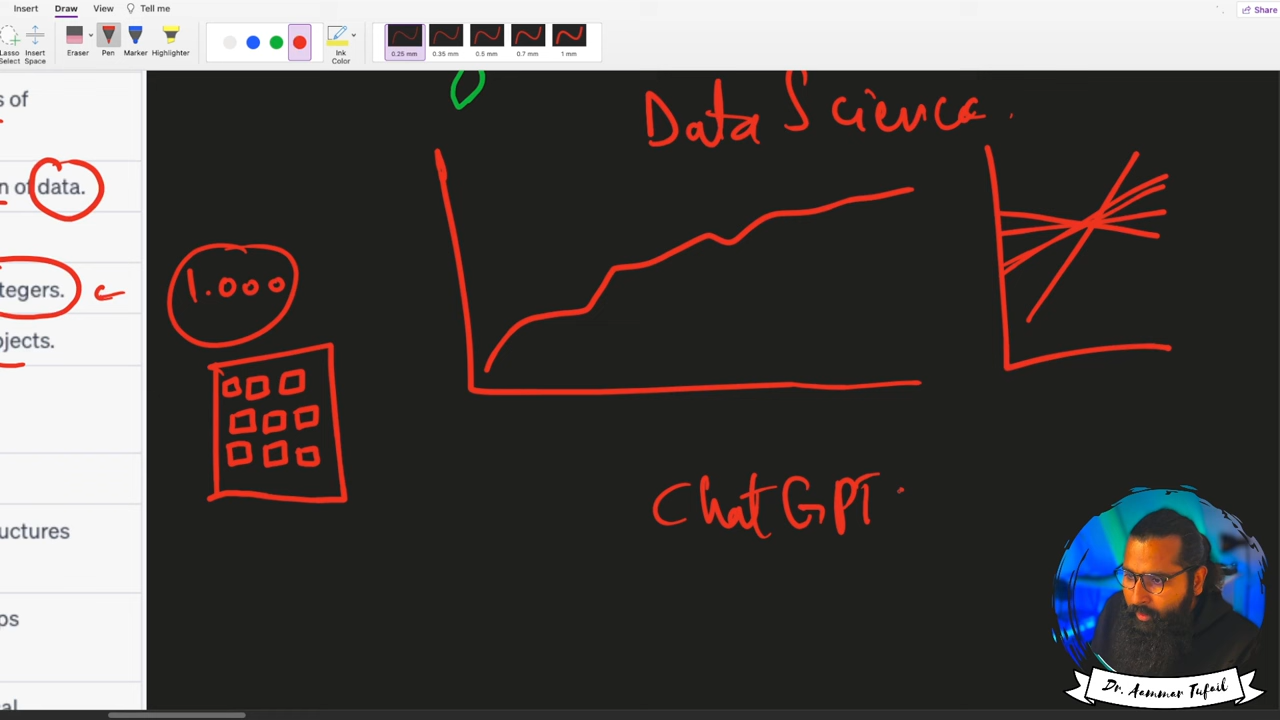 Insert Draw View Tell me
Share
Lasso Select
Insert Space
Eraser
Pen
Marker
Highlighter
Ink Color
0.25 mm
0.35 mm
0.5 mm
0.7 mm
1 mm
s of
n of data.
tegers.
jects.
uctures
os
al
Data Science.
1.000
ChatGPT
Dr. Aammar Tufail